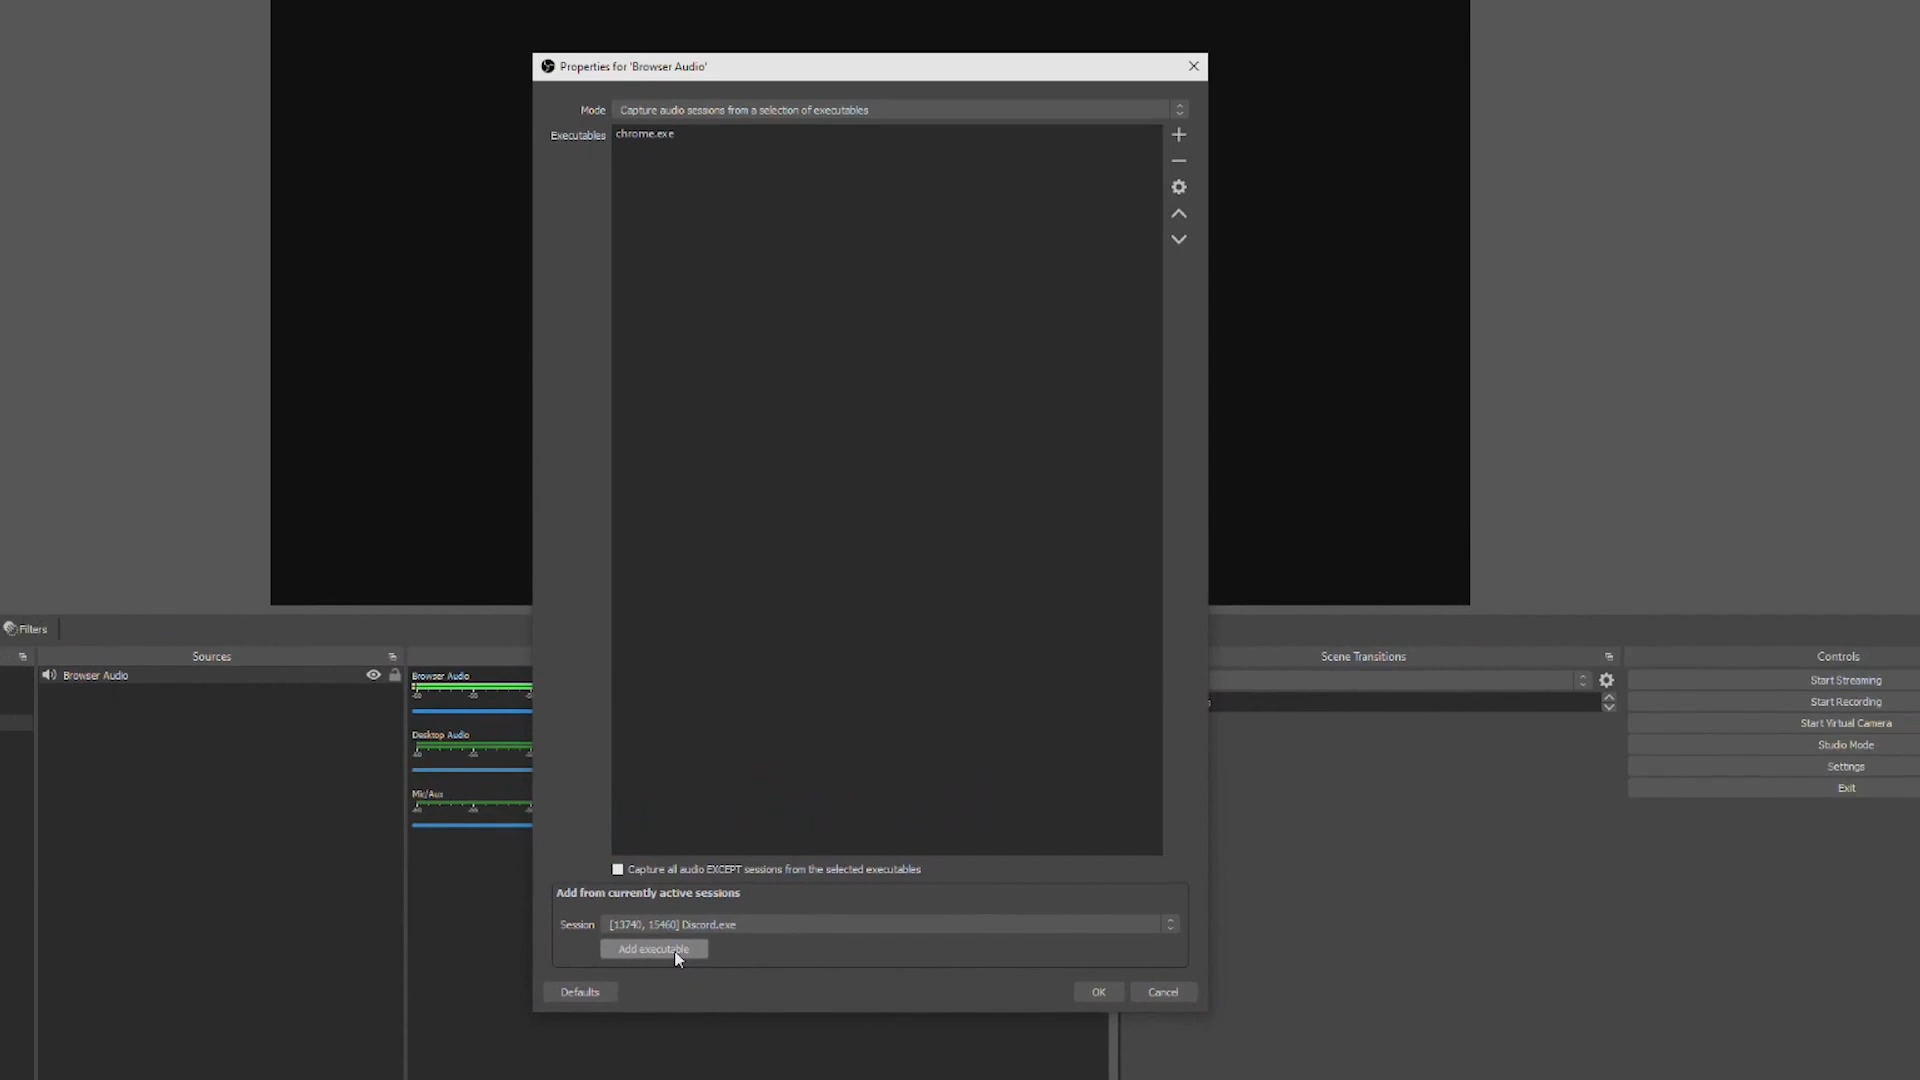 Properties for 'Browser Audio'
Mode
Capture audio sessions from a selection of executables
Executables
chrome.exe
Capture all audio EXCEPT sessions from the selected executables
Add from currently active sessions
Session
[13740, 15460] Discord.exe
Add executable
Defaults
OK
Cancel
Filters
Sources
Browser Audio
Browser Audio
Desktop Audio
Mic/Aux
Scene Transitions
Controls
Start Streaming
Start Recording
Start Virtual Camera
Studio Mode
Settings
Exit